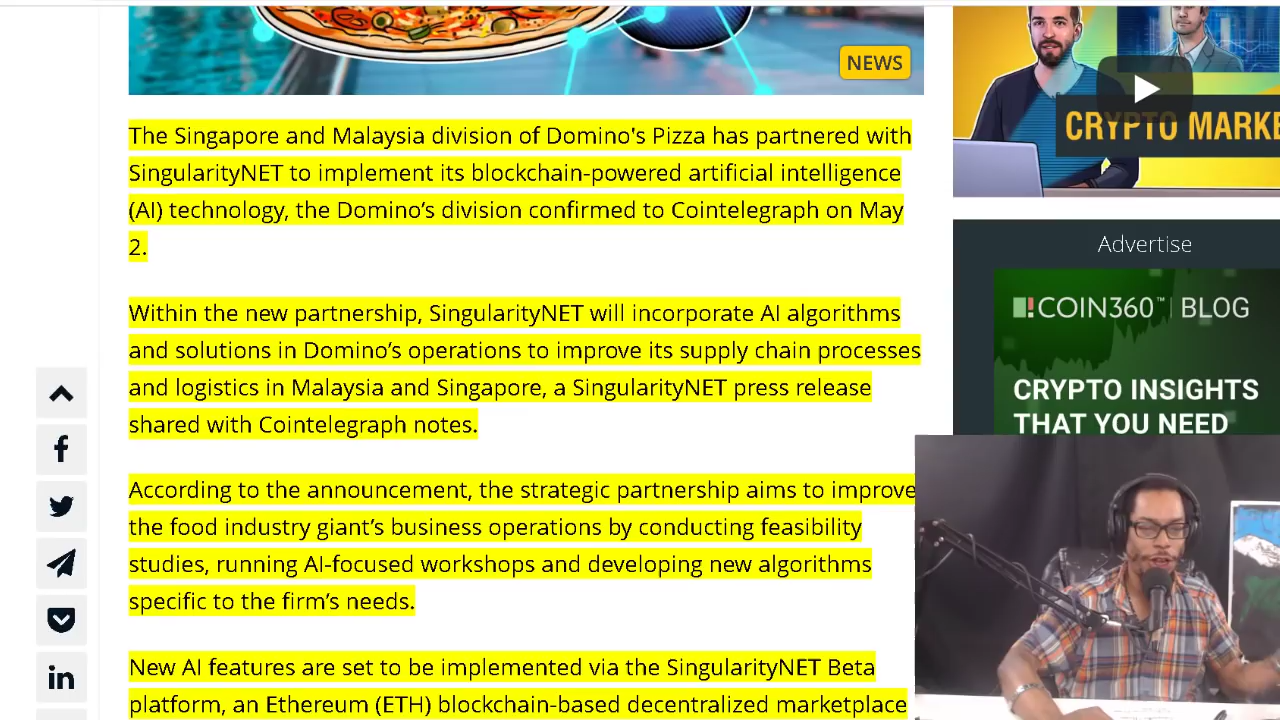 NEWS
The Singapore and Malaysia division of Domino's Pizza has partnered with
SingularityNET to implement its blockchain-powered artificial intelligence
(AI) technology, the Domino’s division confirmed to Cointelegraph on May
2.
Within the new partnership, SingularityNET will incorporate AI algorithms
and solutions in Domino’s operations to improve its supply chain processes
and logistics in Malaysia and Singapore, a SingularityNET press release
shared with Cointelegraph notes.
According to the announcement, the strategic partnership aims to improve
the food industry giant’s business operations by conducting feasibility
studies, running AI-focused workshops and developing new algorithms
specific to the firm’s needs.
New AI features are set to be implemented via the SingularityNET Beta
platform, an Ethereum (ETH) blockchain-based decentralized marketplace
CRYPTO MARKE
Advertise
COIN360™ | BLOG
CRYPTO INSIGHTS
THAT YOU NEED